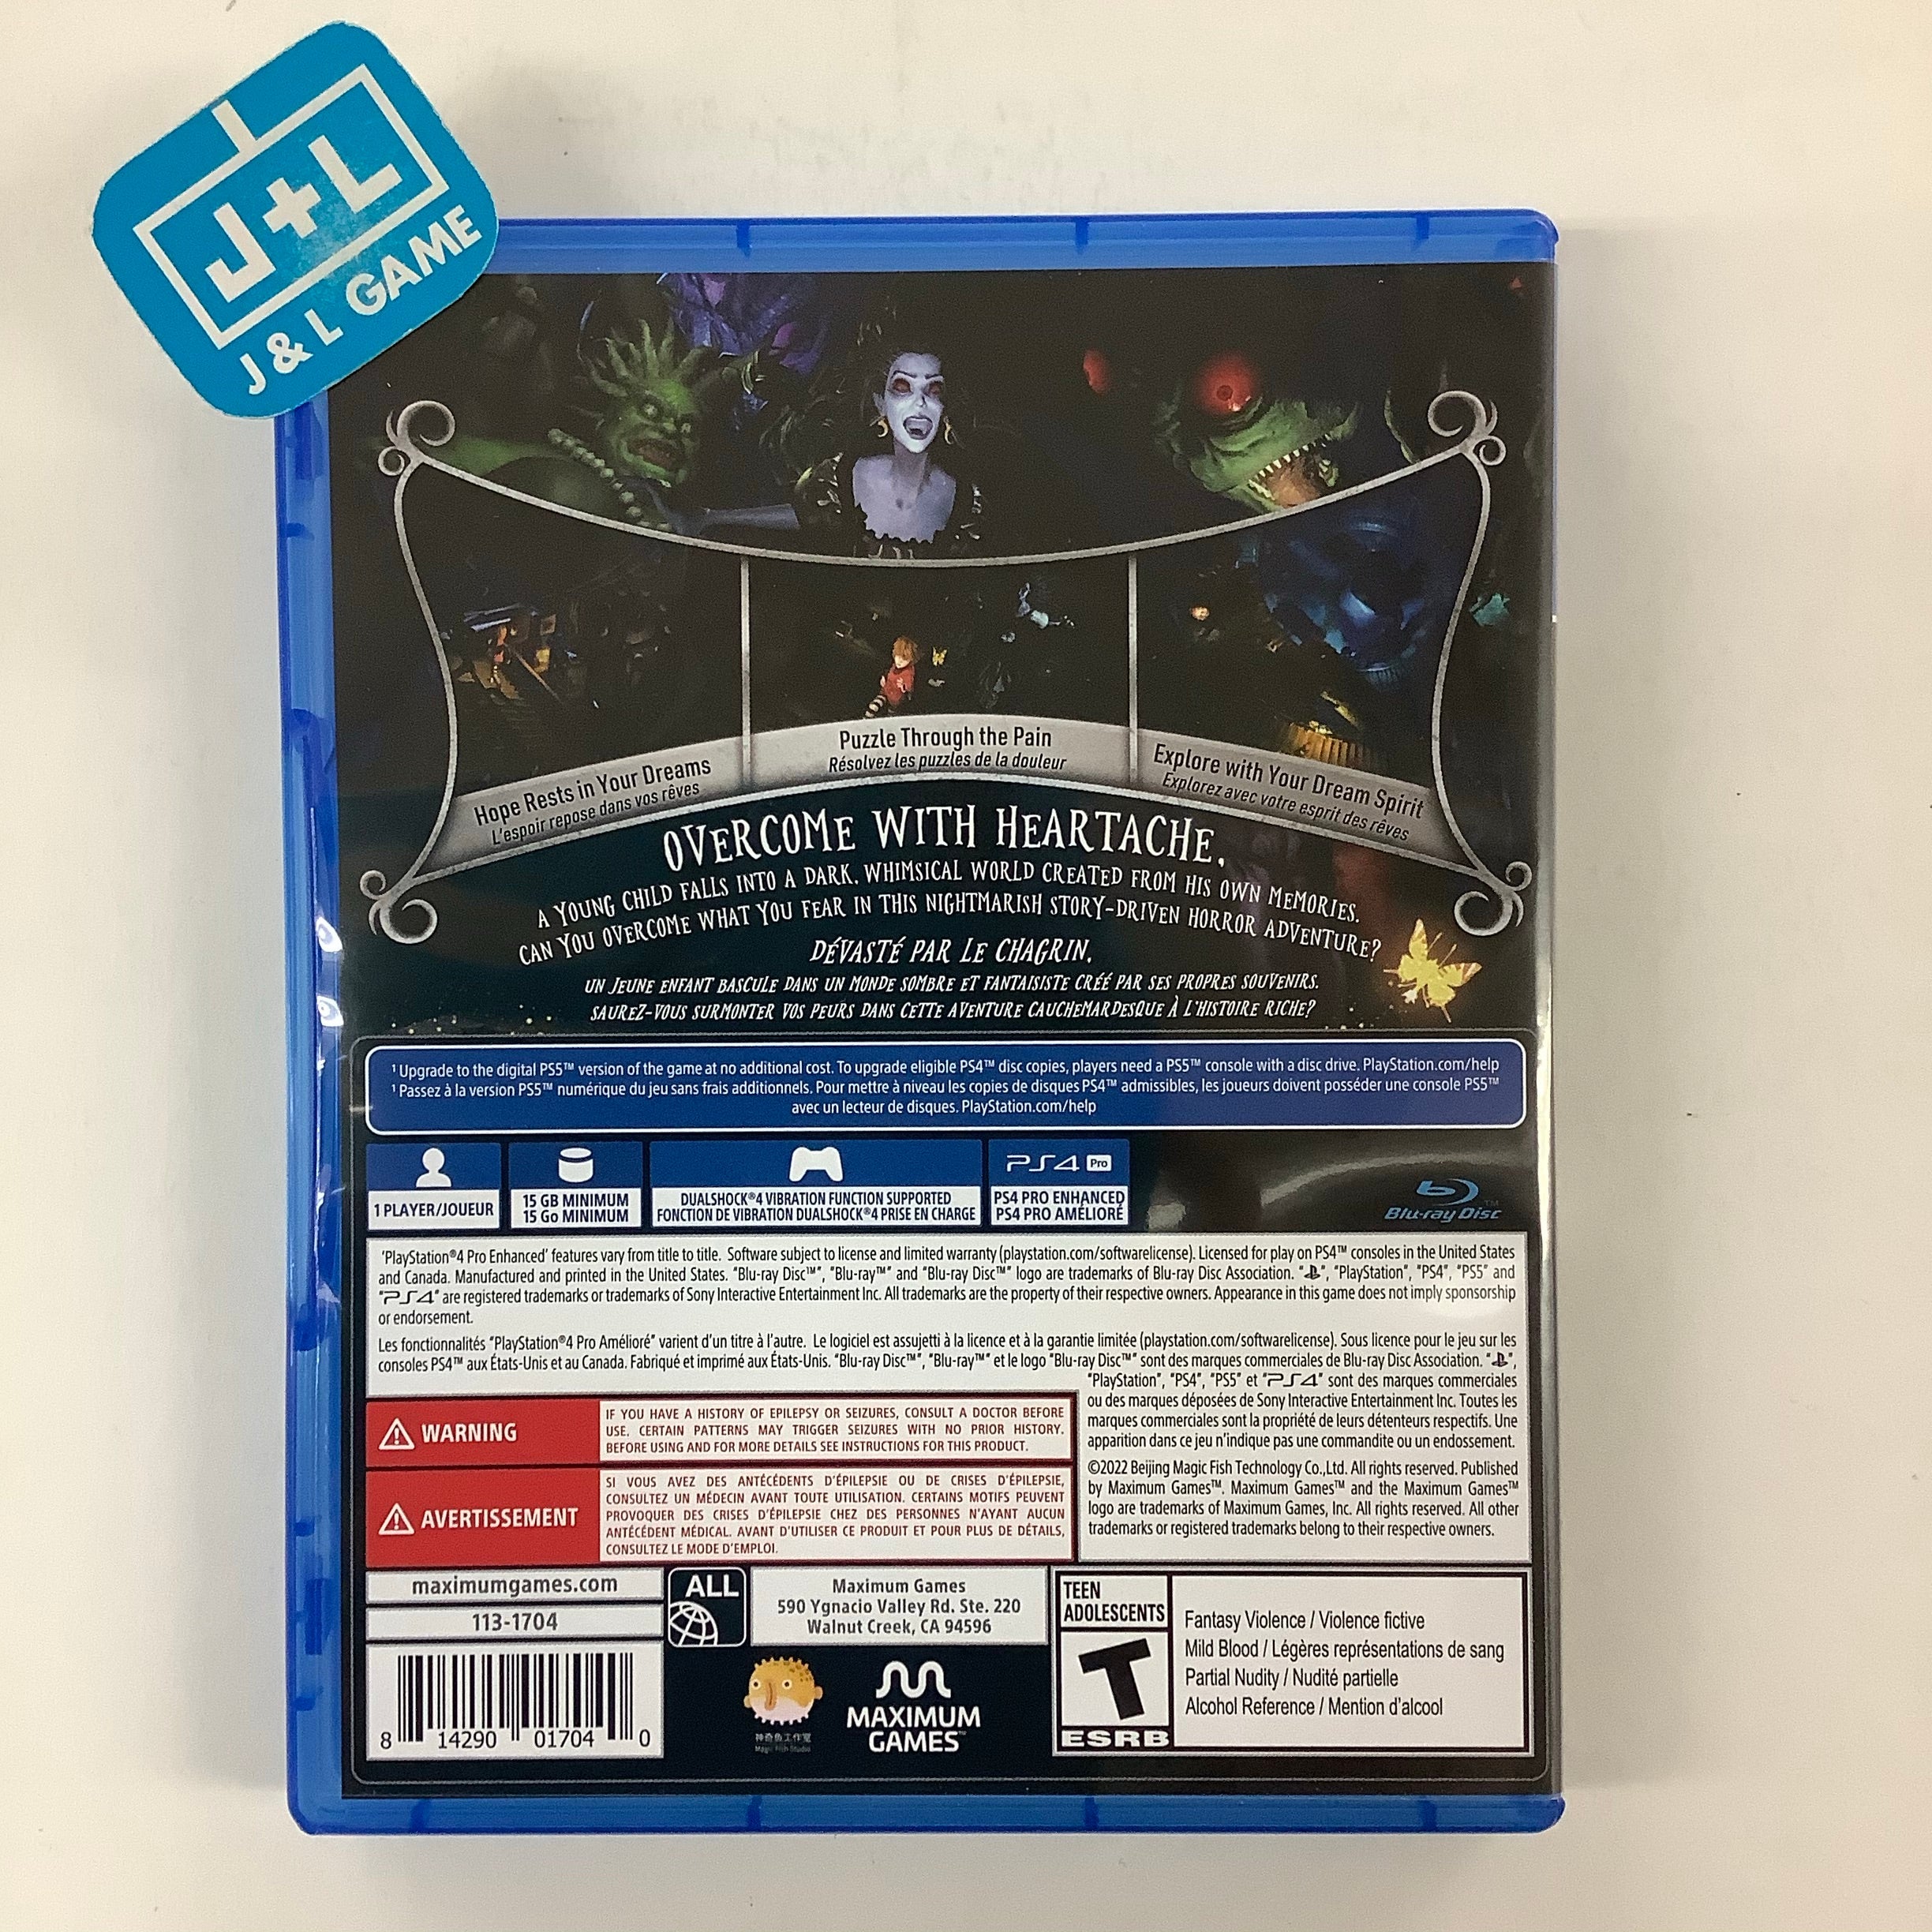 J+L
J & L GAME
Hope Rests in Your Dreams
L'espoir repose dans vos rêves
Puzzle Through the Pain
Résolvez les puzzles de la douleur
Explore with Your Dream Spirit
Explorez avec votre esprit des rêves
OVERCOME WITH HEARTACHE.
A YOUNG CHILD FALLS INTO A DARK, WHIMSICAL WORLD CREATED FROM HIS OWN MEMORIES.
CAN YOU OVERCOME WHAT YOU FEAR IN THIS NIGHTMARISH STORY-DRIVEN HORROR ADVENTURE?
DÉVASTÉ PAR LE CHAGRIN.
UN JEUNE ENFANT BASCULE DANS UN MONDE SOMBRE ET FANTAISISTE CRÉÉ PAR SES PROPRES SOUVENIRS.
SAUREZ-VOUS SURMONTER VOS PEURS DANS CETTE AVENTURE CAUCHEMARDESQUE À L'HISTOIRE RICHE?
¹ Upgrade to the digital PS5™ version of the game at no additional cost. To upgrade eligible PS4™ disc copies, players need a PS5™ console with a disc drive. PlayStation.com/help
¹ Passez à la version PS5™ numérique du jeu sans frais additionnels. Pour mettre à niveau les copies de disques PS4™ admissibles, les joueurs doivent posséder une console PS5™
avec un lecteur de disques. PlayStation.com/help
1 PLAYER/JOUEUR
15 GB MINIMUM
15 Go MINIMUM
DUALSHOCK®4 VIBRATION FUNCTION SUPPORTED
FONCTION DE VIBRATION DUALSHOCK®4 PRISE EN CHARGE
PS4 Pro
PS4 PRO ENHANCED
PS4 PRO AMÉLIORÉ
Blu-ray Disc™
'PlayStation®4 Pro Enhanced' features vary from title to title. Software subject to license and limited warranty (playstation.com/softwarelicense). Licensed for play on PS4™ consoles in the United States
and Canada. Manufactured and printed in the United States. "Blu-ray Disc™", "Blu-ray™" and "Blu-ray Disc™" logo are trademarks of Blu-ray Disc Association. " ", "PlayStation", "PS4", "PS5" and
"PS4" are registered trademarks or trademarks of Sony Interactive Entertainment Inc. All trademarks are the property of their respective owners. Appearance in this game does not imply sponsorship
or endorsement.
Les fonctionnalités "PlayStation®4 Pro Amélioré" varient d'un titre à l'autre. Le logiciel est assujetti à la licence et à la garantie limitée (playstation.com/softwarelicense). Sous licence pour le jeu sur les
consoles PS4™ aux États-Unis et au Canada. Fabriqué et imprimé aux États-Unis. "Blu-ray Disc™", "Blu-ray™" et le logo "Blu-ray Disc™" sont des marques commerciales de Blu-ray Disc Association. " ",
"PlayStation", "PS4", "PS5" et "PS4" sont des marques commerciales
ou des marques déposées de Sony Interactive Entertainment Inc. Toutes les
marques commerciales sont la propriété de leurs détenteurs respectifs. Une
apparition dans ce jeu n'indique pas une commandite ou un endossement.
©2022 Beijing Magic Fish Technology Co.,Ltd. All rights reserved. Published
by Maximum Games™. Maximum Games™ and the Maximum Games™
logo are trademarks of Maximum Games, Inc. All rights reserved. All other
trademarks or registered trademarks belong to their respective owners.
WARNING
IF YOU HAVE A HISTORY OF EPILEPSY OR SEIZURES, CONSULT A DOCTOR BEFORE
USE. CERTAIN PATTERNS MAY TRIGGER SEIZURES WITH NO PRIOR HISTORY.
BEFORE USING AND FOR MORE DETAILS SEE INSTRUCTIONS FOR THIS PRODUCT.
AVERTISSEMENT
SI VOUS AVEZ DES ANTÉCÉDENTS D'ÉPILEPSIE OU DE CRISES D'ÉPILEPSIE,
CONSULTEZ UN MÉDECIN AVANT TOUTE UTILISATION. CERTAINS MOTIFS PEUVENT
PROVOQUER DES CRISES D'ÉPILEPSIE CHEZ DES PERSONNES N'AYANT AUCUN
ANTÉCÉDENT MÉDICAL. AVANT D'UTILISER CE PRODUIT ET POUR PLUS DE DÉTAILS,
CONSULTEZ LE MODE D'EMPLOI.
maximumgames.com
113-1704
8 14290 01704 0
ALL
Maximum Games
590 Ygnacio Valley Rd. Ste. 220
Walnut Creek, CA 94596
神奇鱼工作室
Magic Fish Studio
MAXIMUM
GAMES™
TEEN
ADOLESCENTS
T
ESRB
Fantasy Violence / Violence fictive
Mild Blood / Légères représentations de sang
Partial Nudity / Nudité partielle
Alcohol Reference / Mention d'alcool